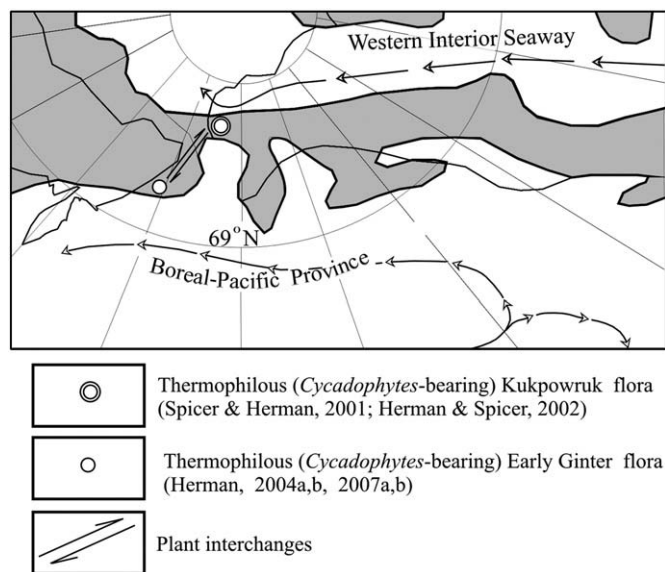 Western Interior Seaway
69°N
Boreal-Pacific Province
Thermophilous (Cycadophytes-bearing) Kukpowruk flora
(Spicer & Herman, 2001; Herman & Spicer, 2002)
Thermophilous (Cycadophytes-bearing) Early Ginter flora
(Herman, 2004a,b, 2007a,b)
Plant interchanges